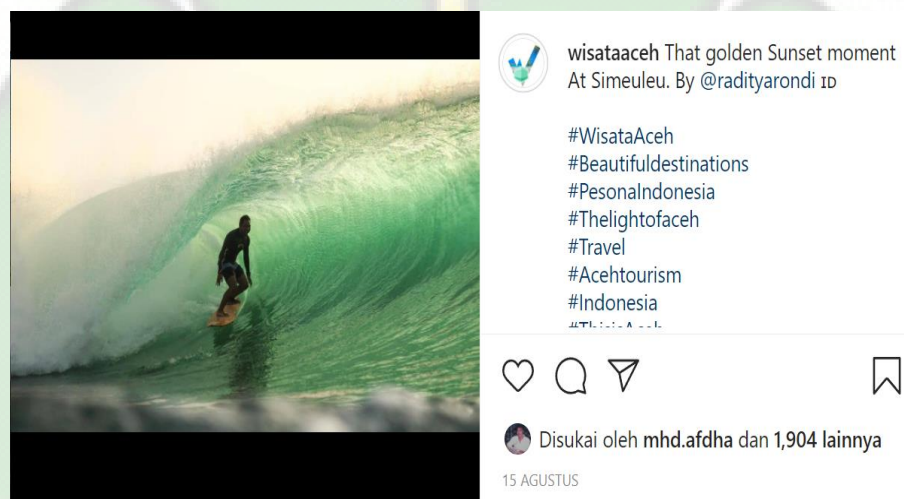 wisataaceh That golden Sunset moment
At Simeuleu. By @radityarondi ID
#WisataAceh
#Beautifuldestinations
#PesonaIndonesia
#Thelightofaceh
#Travel
#Acehtourism
#Indonesia
#ThisisAceh
Disukai oleh mhd.afdha dan 1,904 lainnya
15 AGUSTUS